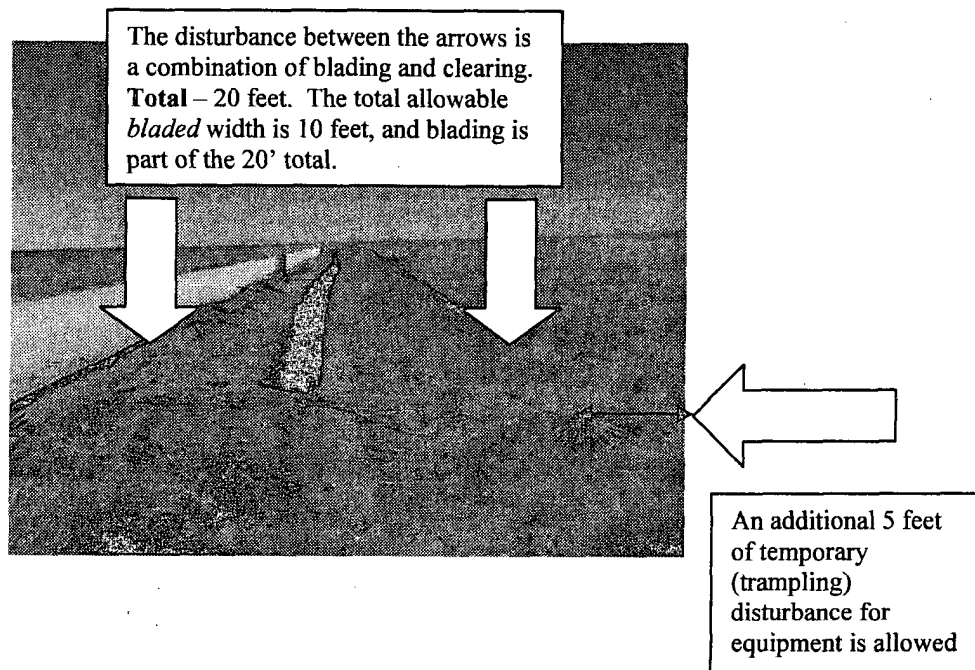 The disturbance between the arrows is
a combination of blading and clearing.
Total – 20 feet. The total allowable
bladed width is 10 feet, and blading is
part of the 20' total.
An additional 5 feet
of temporary
(trampling)
disturbance for
equipment is allowed